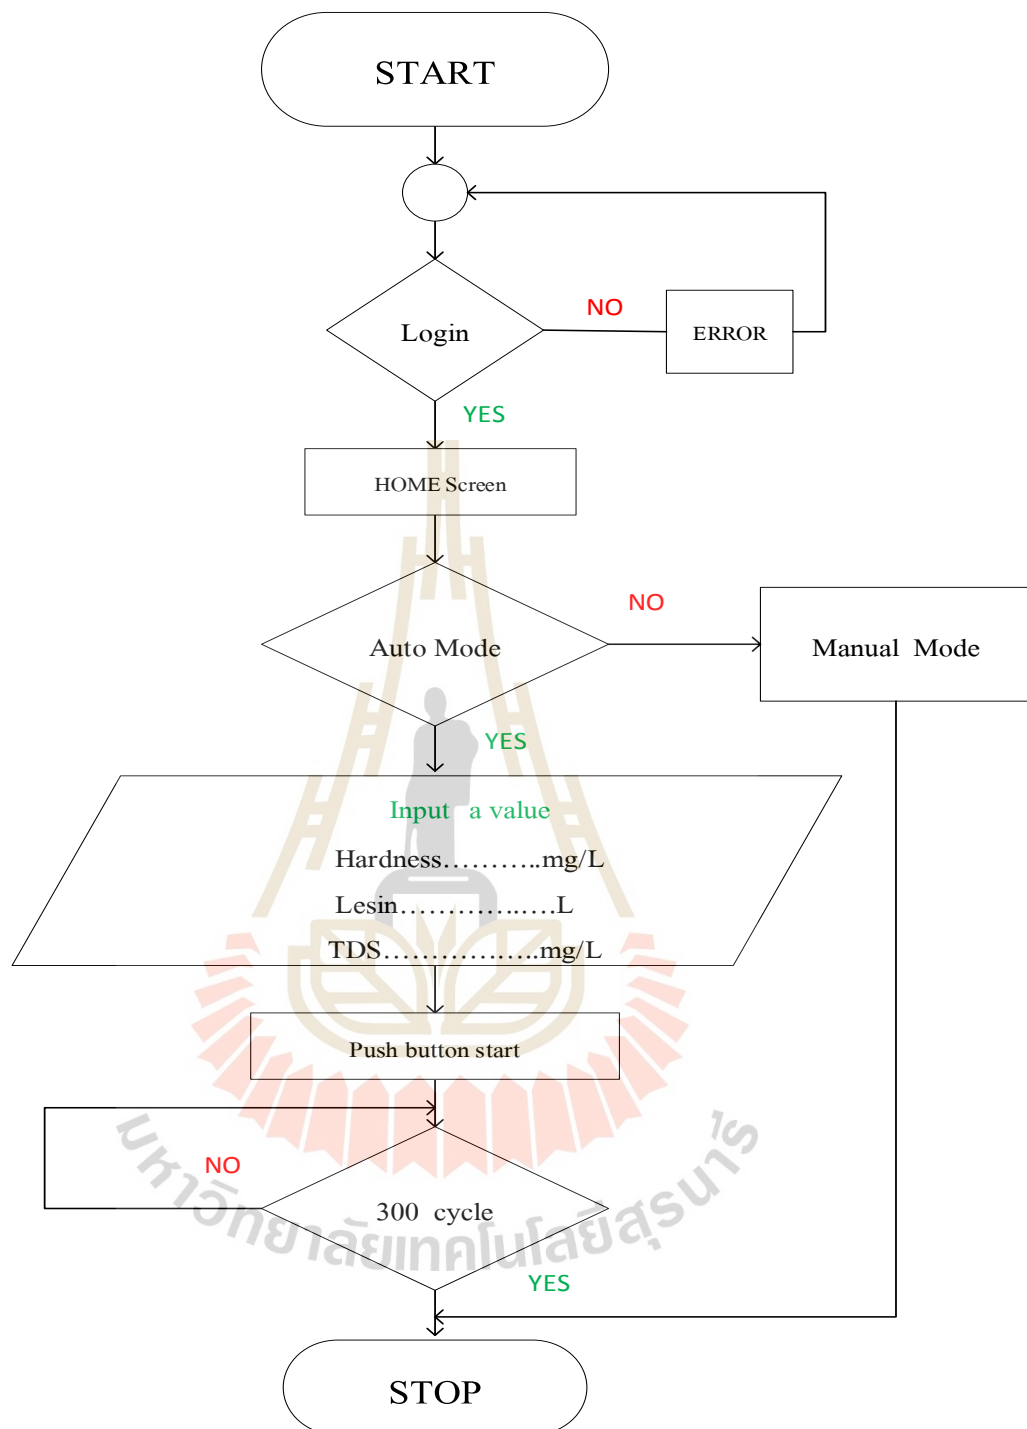 START
Login
NO
ERROR
YES
HOME Screen
Auto Mode
NO
Manual Mode
YES
Input a value
Hardness………..mg/L
Lesin………….….L
TDS……………..mg/L
Push button start
NO
300 cycle
YES
STOP
มหาวิทยาลัยเทคโนโลยีสุรนารี